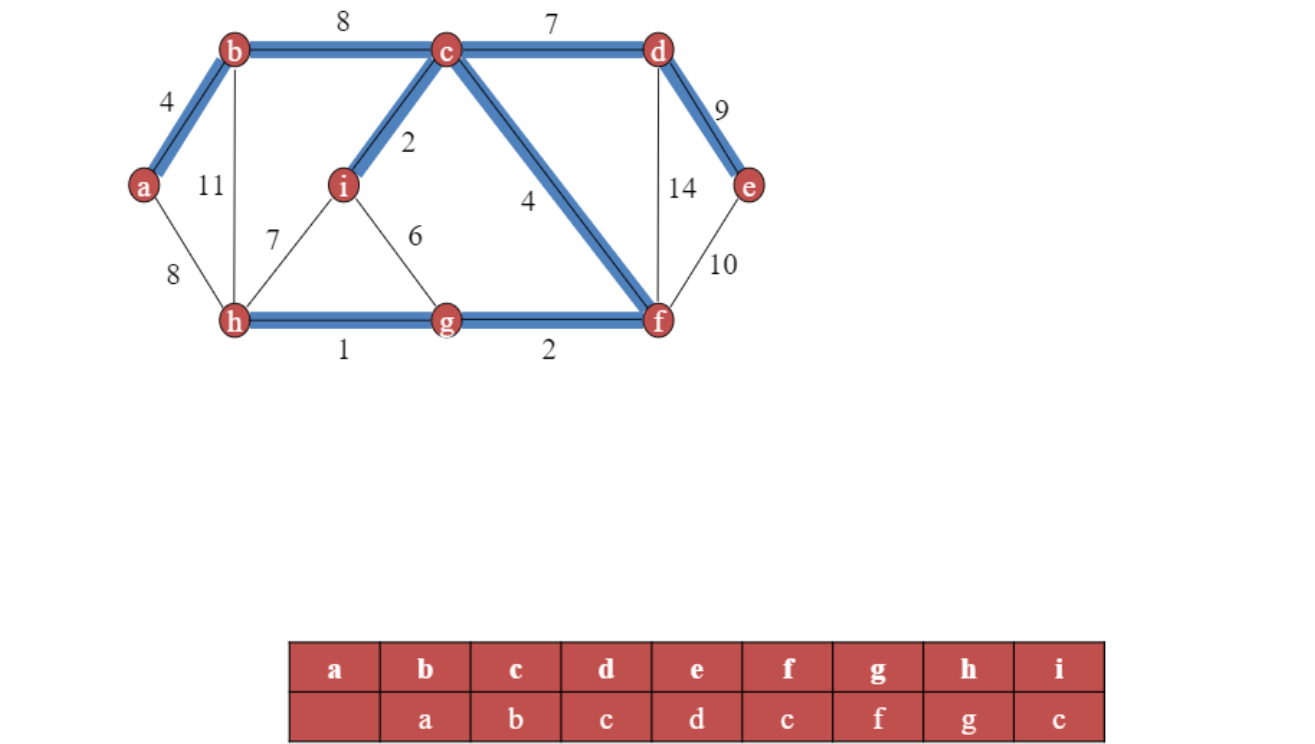 8 7
b c d
4 9
2
a 11 i 4 14 e
7 6
8 10
h g f
1 2
a b c d e f g h i
a b c d c f g c